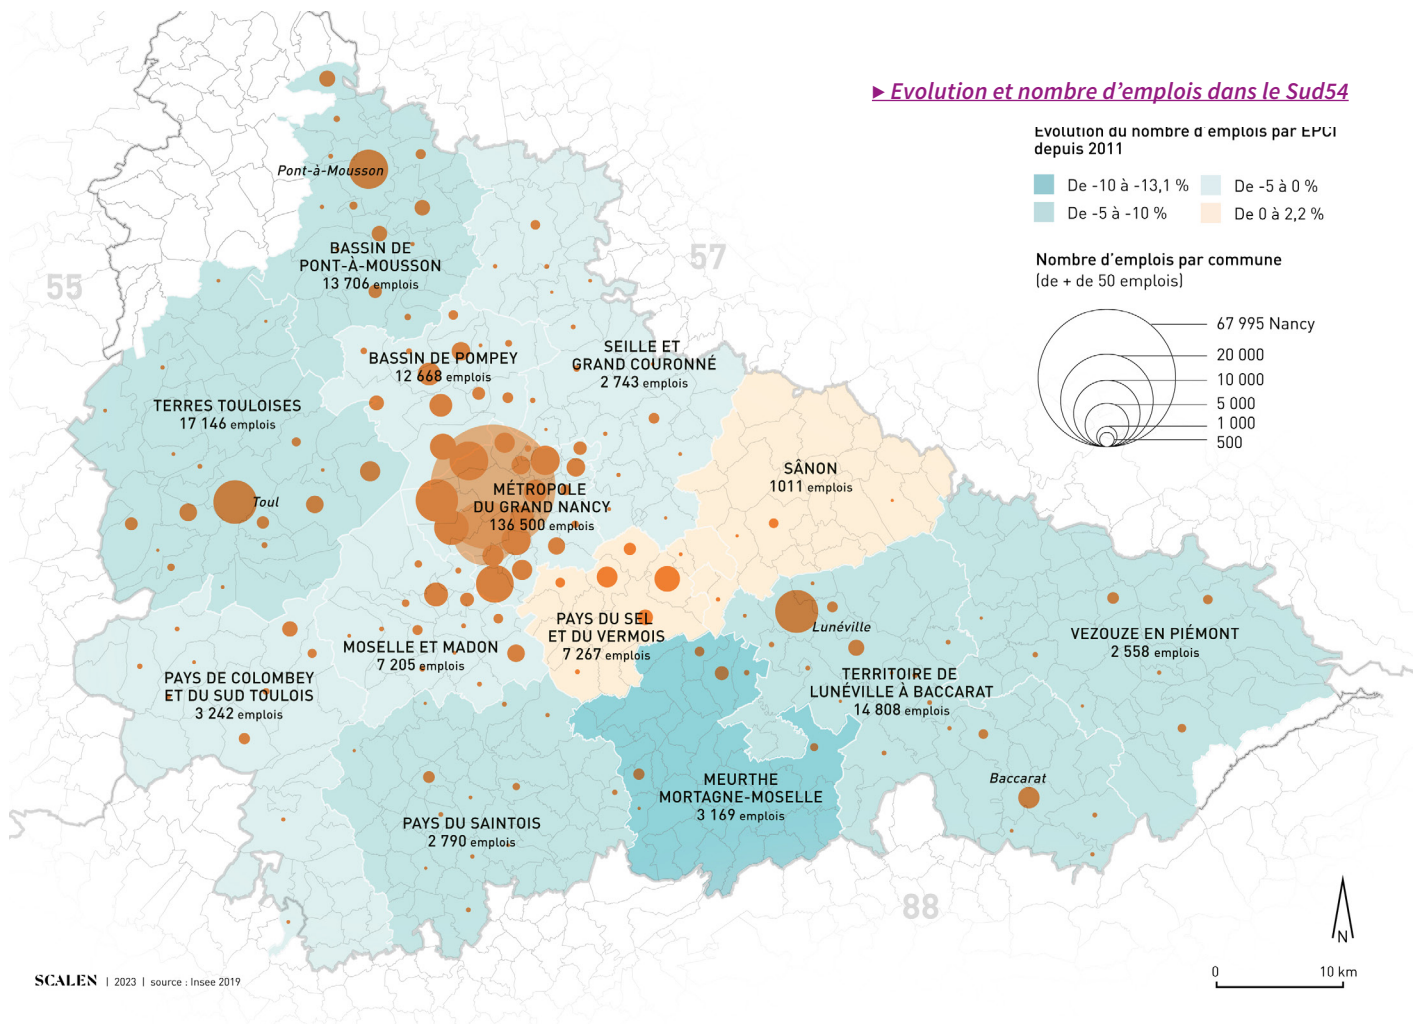 ▸ Evolution et nombre d'emplois dans le Sud54
Evolution du nombre d'emplois par EPCI
depuis 2011
De -10 à -13,1 %
De -5 à 0 %
De -5 à -10 %
De 0 à 2,2 %
Nombre d'emplois par commune
(de + de 50 emplois)
67 995 Nancy
20 000
10 000
5 000
1 000
500
55
57
88
Pont-à-Mousson
BASSIN DE
PONT-À-MOUSSON
13 706 emplois
BASSIN DE POMPEY
12 668 emplois
SEILLE ET
GRAND COURONNÉ
2 743 emplois
TERRES TOULOISES
17 146 emplois
Toul
MÉTROPOLE
DU GRAND NANCY
136 500 emplois
SÂNON
1011 emplois
PAYS DU SEL
ET DU VERMOIS
7 267 emplois
Lunéville
VEZOUZE EN PIÉMONT
2 558 emplois
MOSELLE ET MADON
7 205 emplois
PAYS DE COLOMBEY
ET DU SUD TOULOIS
3 242 emplois
TERRITOIRE DE
LUNÉVILLE À BACCARAT
14 808 emplois
Baccarat
MEURTHE
MORTAGNE-MOSELLE
3 169 emplois
PAYS DU SAINTOIS
2 790 emplois
N
0 10 km
SCALEN | 2023 | source : Insee 2019